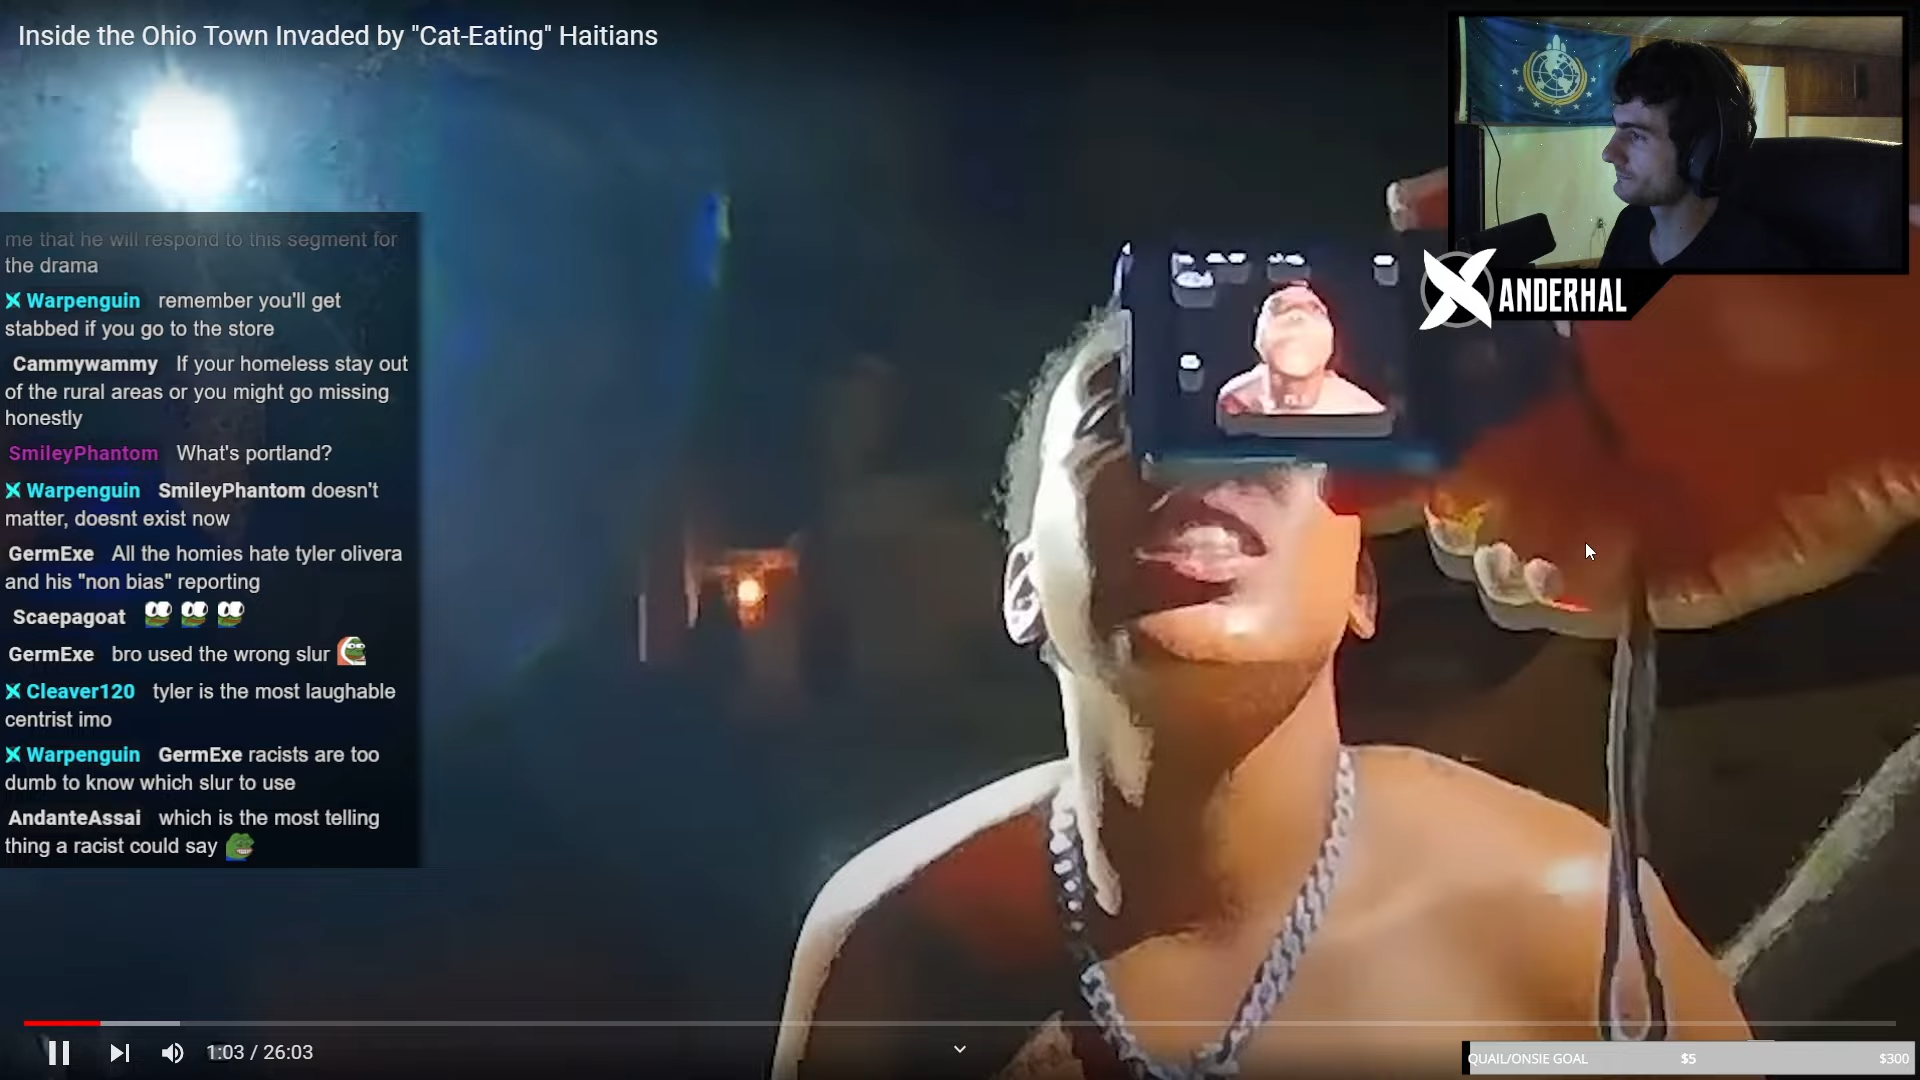 Inside the Ohio Town Invaded by "Cat-Eating" Haitians
me that he will respond to this segment for
the drama
Warpenguin remember you'll get
stabbed if you go to the store
Cammywammy If your homeless stay out
of the rural areas or you might go missing
honestly
SmileyPhantom What's portland?
Warpenguin SmileyPhantom doesn't
matter, doesnt exist now
GermExe All the homies hate tyler olivera
and his "non bias" reporting
Scaepagoat
GermExe bro used the wrong slur
Cleaver120 tyler is the most laughable
centrist imo
Warpenguin GermExe racists are too
dumb to know which slur to use
AndanteAssai which is the most telling
thing a racist could say
XANDERHAL
1:03 / 26:03
QUAIL/ONSIE GOAL $5 $300